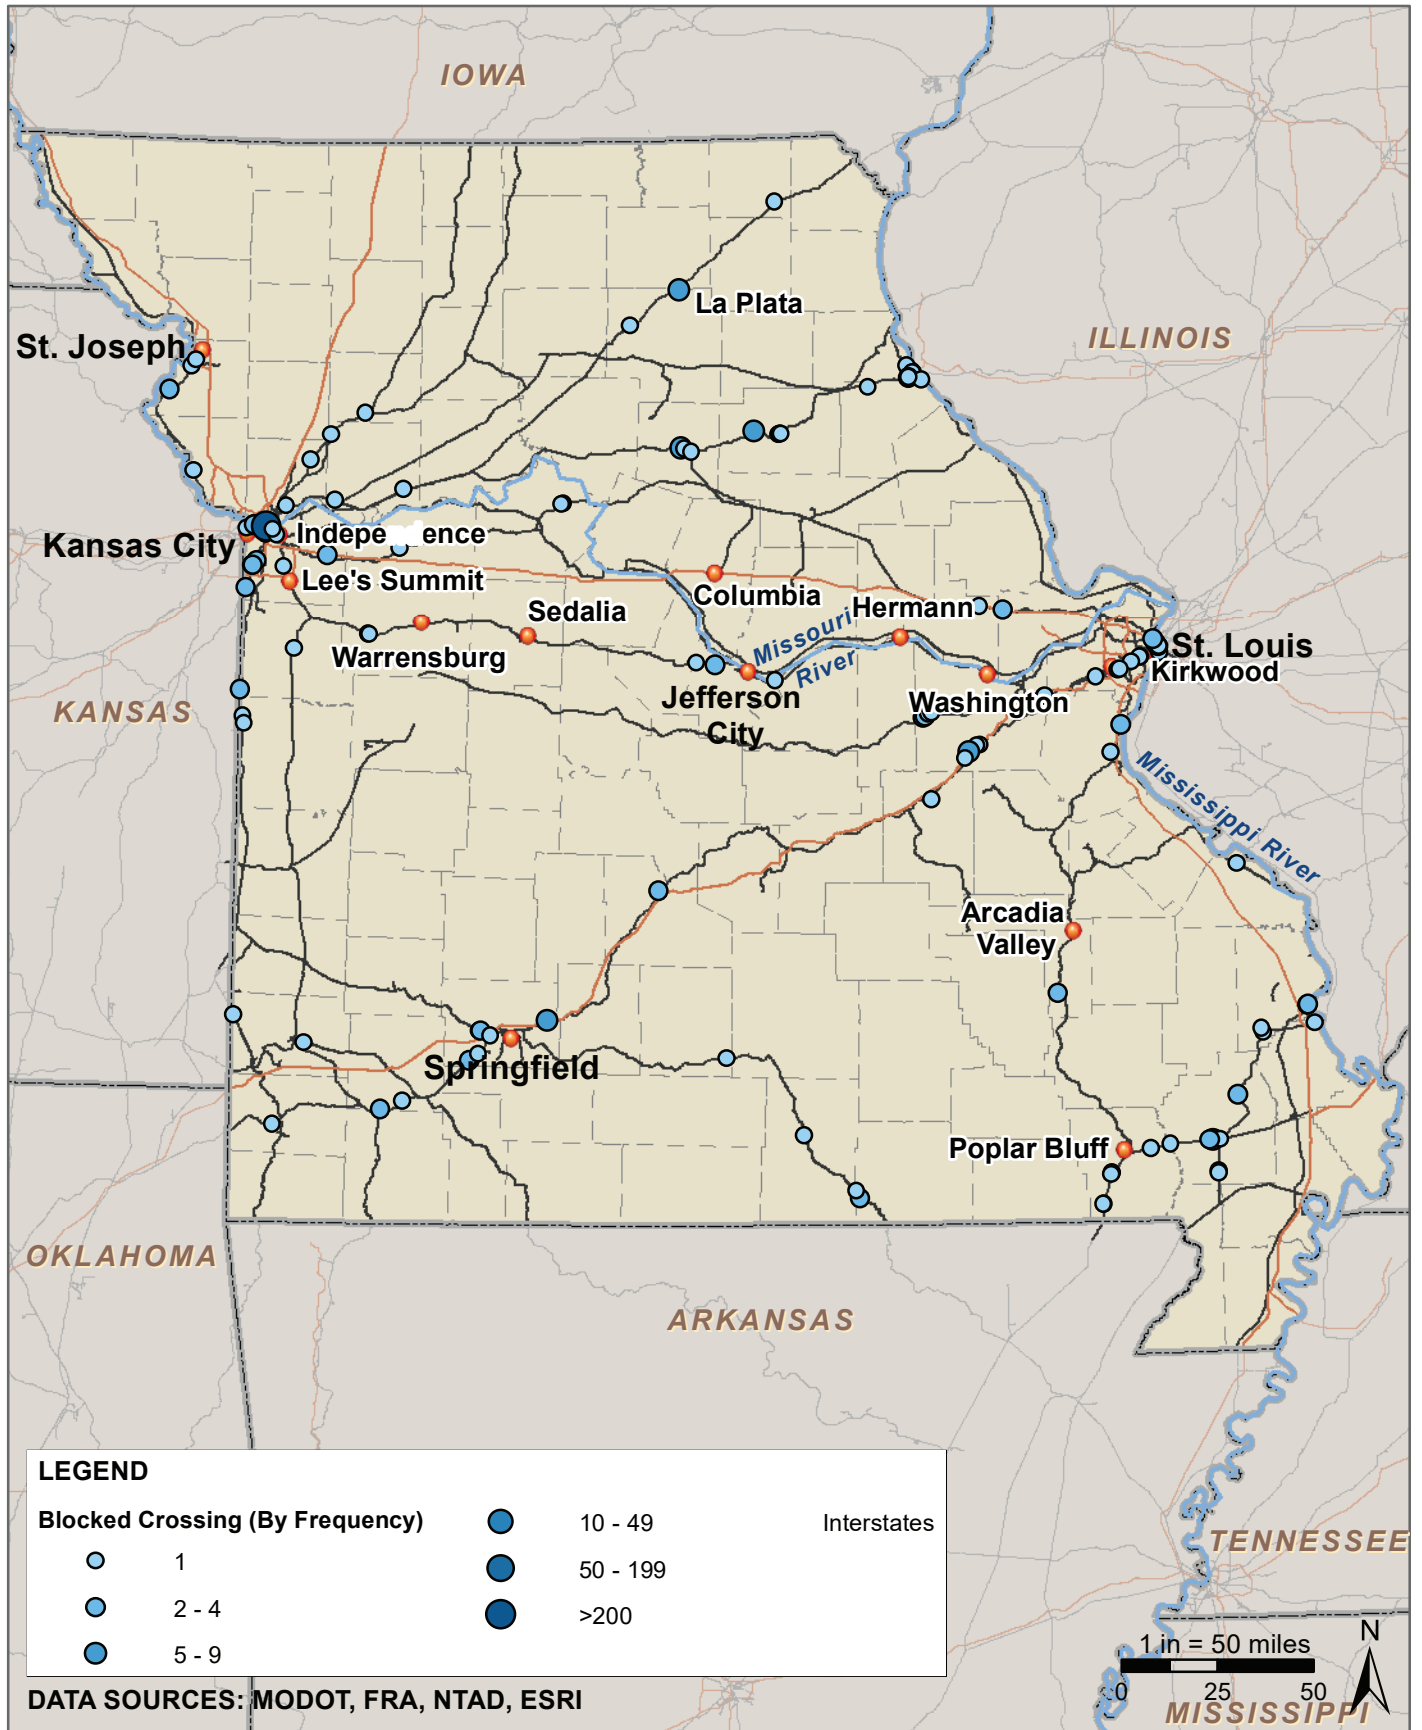 IOWA
La Plata
ILLINOIS
St. Joseph
Indepe ence
Kansas City
Lee's Summit
Columbia
Sedalia
Hermann
Missouri
River
Warrensburg
St. Louis
Kirkwood
KANSAS
Jefferson
City
Washington
Mississippi River
Arcadia
Valley
Springfield
Poplar Bluff
OKLAHOMA
ARKANSAS
LEGEND
Blocked Crossing (By Frequency)
1
2 - 4
5 - 9
10 - 49
50 - 199
>200
Interstates
TENNESSEE
1 in = 50 miles
N
0 25 50
MISSISSIPPI
DATA SOURCES: MODOT, FRA, NTAD, ESRI